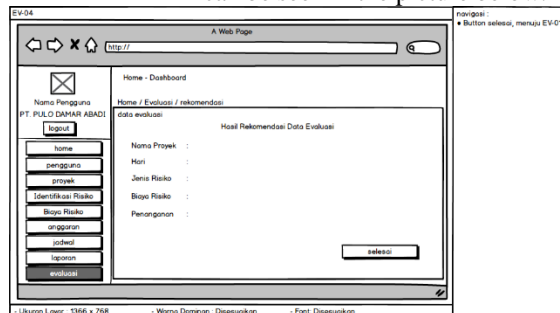 EV-04
navigasi :
• Button selesai, menuju EV-01
A Web Page
http://
Home - Dashboard
Nama Pengguna
PT. PULO DAMAR ABADI
logout
Home / Evaluasi / rekomendasi
data evaluasi
Hasil Rekomendasi Data Evaluasi
Nama Proyek :
Hari :
Jenis Risiko :
Biaya Risiko :
Penanganan :
selesai
home
pengguna
proyek
Identifikasi Risiko
Biaya Risiko
anggaran
jadwal
laporan
evaluasi
- Ukuran Layar : 1366 x 768 - Warna Dominan : Disesuaikan - Font: Disesuaikan